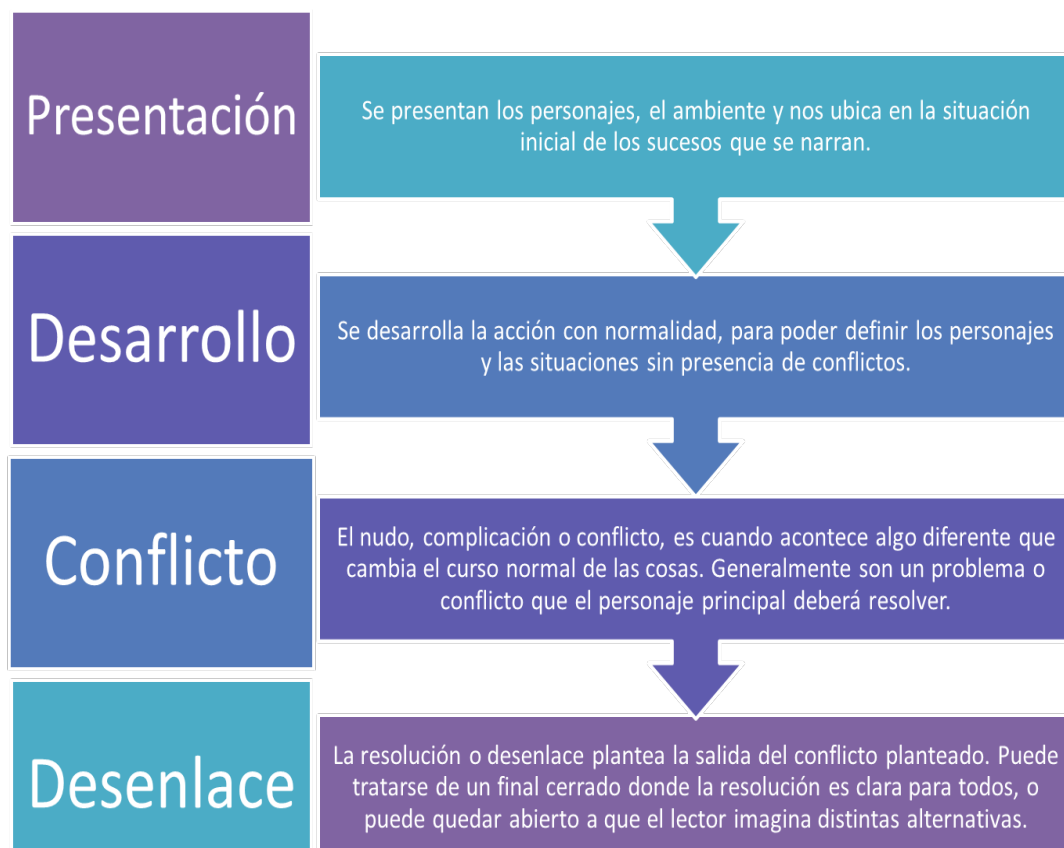 Presentación
Se presentan los personajes, el ambiente y nos ubica en la situación
inicial de los sucesos que se narran.
Desarrollo
Se desarrolla la acción con normalidad, para poder definir los personajes
y las situaciones sin presencia de conflictos.
Conflicto
El nudo, complicación o conflicto, es cuando acontece algo diferente que
cambia el curso normal de las cosas. Generalmente son un problema o
conflicto que el personaje principal deberá resolver.
Desenlace
La resolución o desenlace plantea la salida del conflicto planteado. Puede
tratarse de un final cerrado donde la resolución es clara para todos, o
puede quedar abierto a que el lector imagina distintas alternativas.